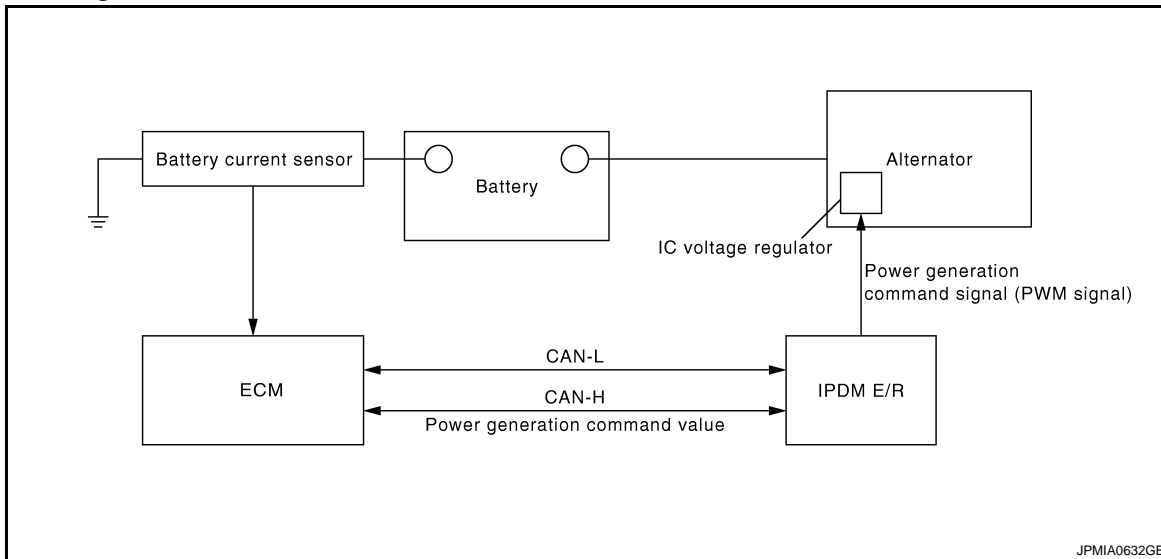 Battery current sensor
Battery
Alternator
IC voltage regulator
Power generation
command signal (PWM signal)
ECM
CAN-L
CAN-H
Power generation command value
IPDM E/R